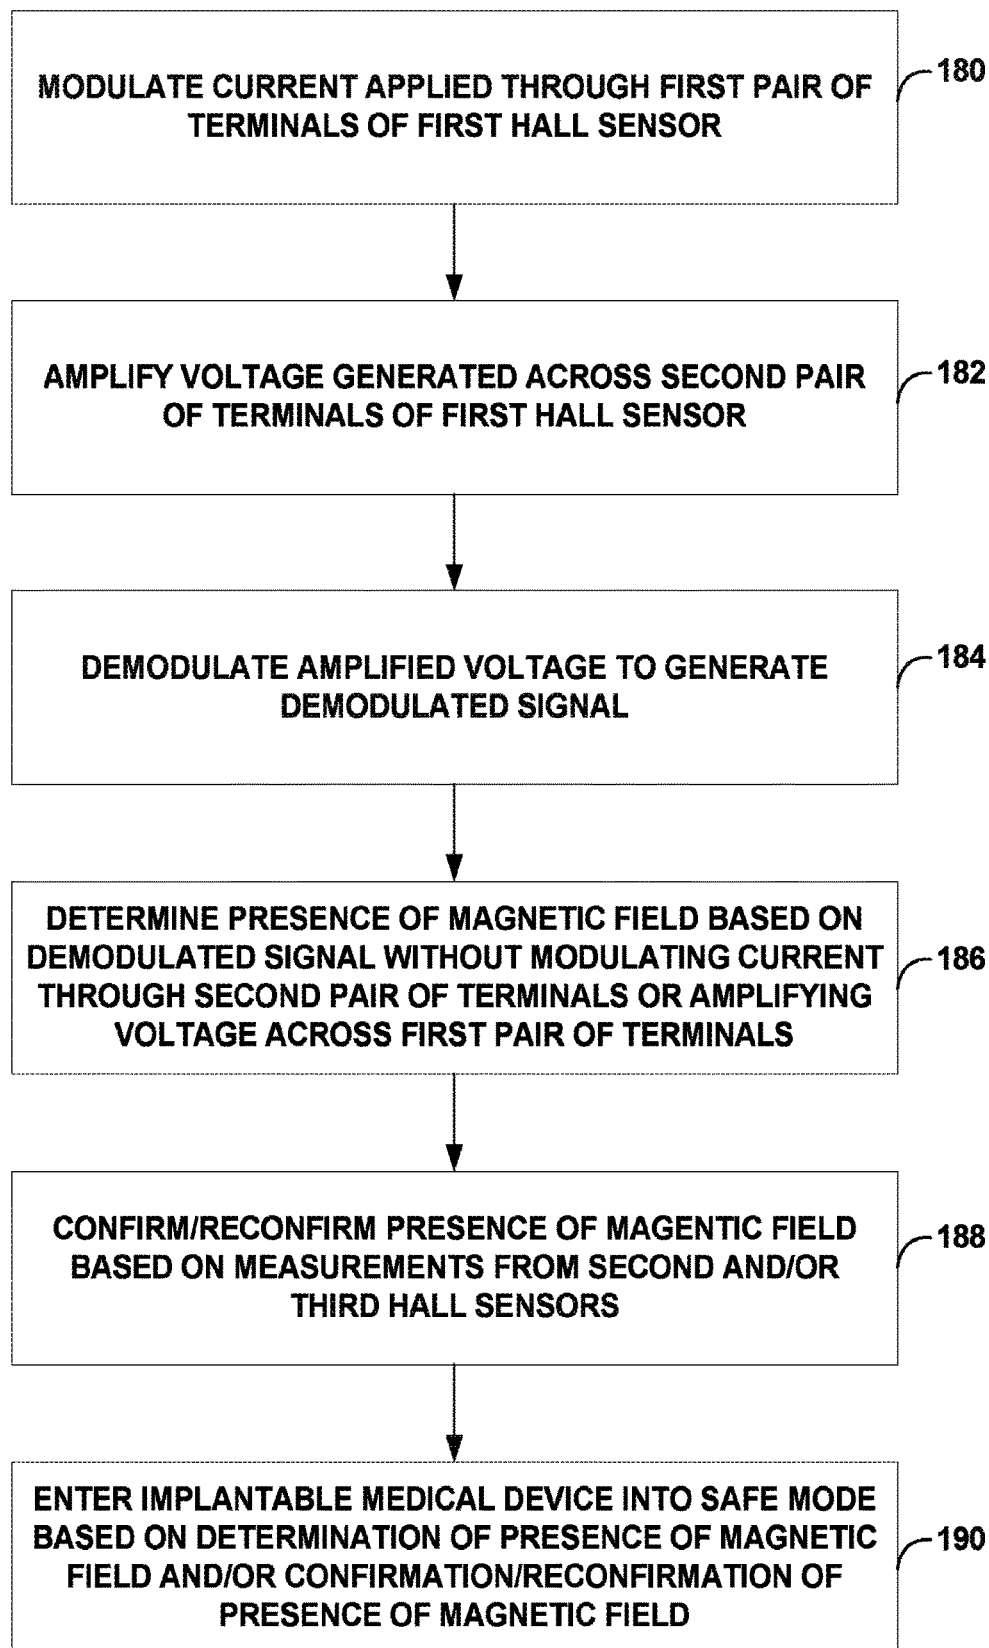 MODULATE CURRENT APPLIED THROUGH FIRST PAIR OF
TERMINALS OF FIRST HALL SENSOR
180
AMPLIFY VOLTAGE GENERATED ACROSS SECOND PAIR
OF TERMINALS OF FIRST HALL SENSOR
182
DEMODULATE AMPLIFIED VOLTAGE TO GENERATE
DEMODULATED SIGNAL
184
DETERMINE PRESENCE OF MAGNETIC FIELD BASED ON
DEMODULATED SIGNAL WITHOUT MODULATING CURRENT
THROUGH SECOND PAIR OF TERMINALS OR AMPLIFYING
VOLTAGE ACROSS FIRST PAIR OF TERMINALS
186
CONFIRM/RECONFIRM PRESENCE OF MAGENTIC FIELD
BASED ON MEASUREMENTS FROM SECOND AND/OR
THIRD HALL SENSORS
188
ENTER IMPLANTABLE MEDICAL DEVICE INTO SAFE MODE
BASED ON DETERMINATION OF PRESENCE OF MAGNETIC
FIELD AND/OR CONFIRMATION/RECONFIRMATION OF
PRESENCE OF MAGNETIC FIELD
190